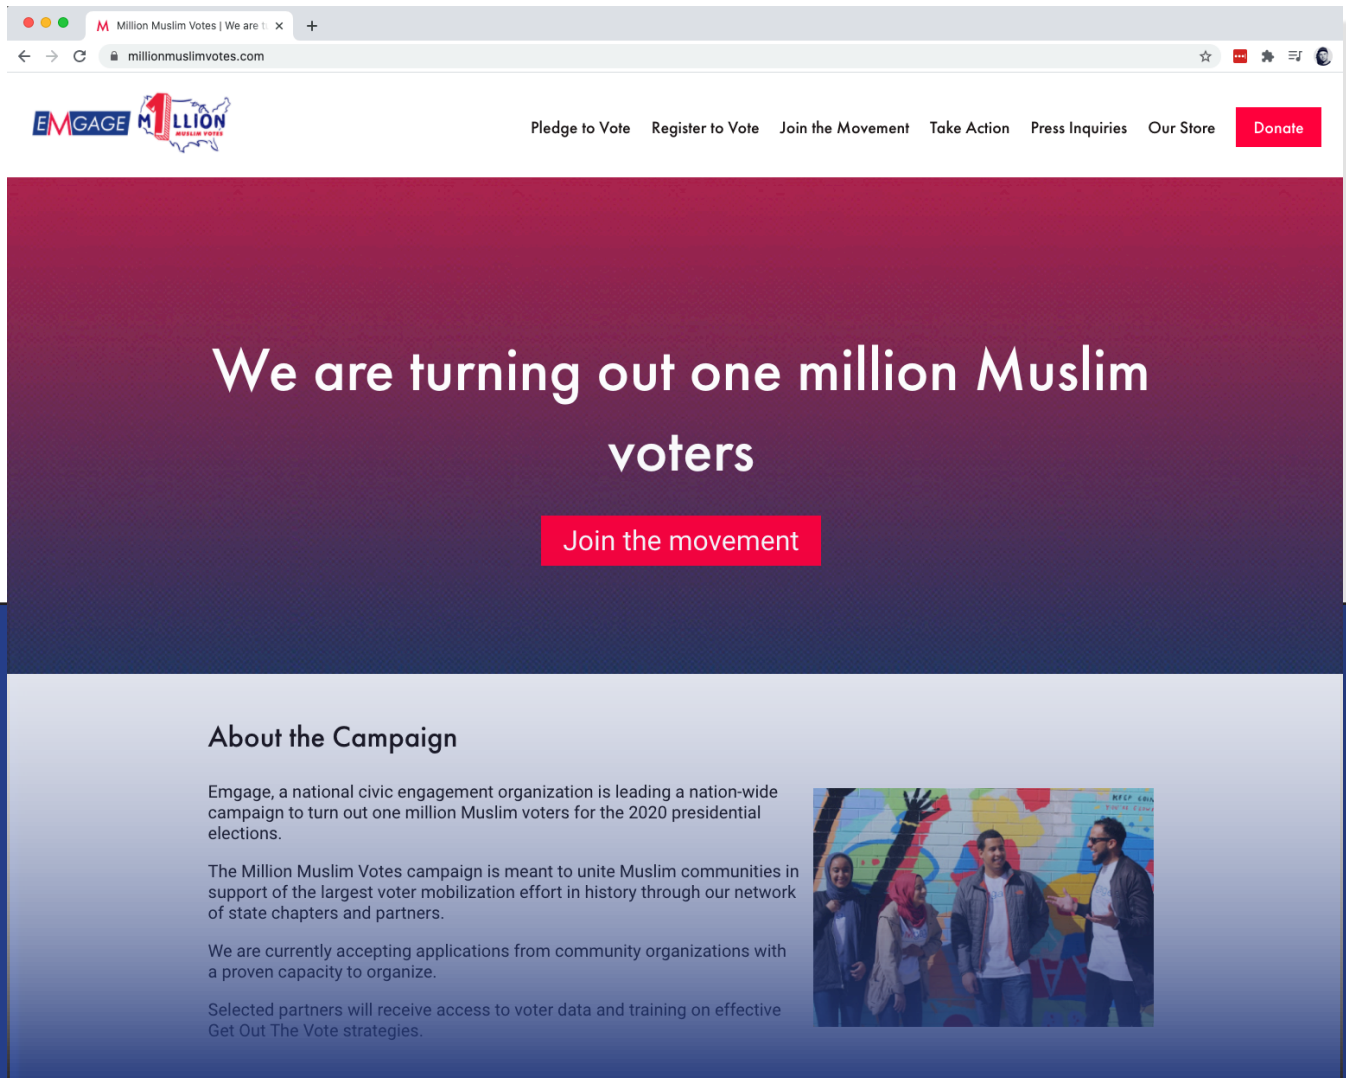 Million Muslim Votes | We are t
millionmuslimvotes.com
EMGAGE
M1LLION
MUSLIM VOTES
Pledge to Vote Register to Vote Join the Movement Take Action Press Inquiries Our Store Donate
We are turning out one million Muslim
voters
Join the movement
About the Campaign
Emgage, a national civic engagement organization is leading a nation-wide
campaign to turn out one million Muslim voters for the 2020 presidential
elections.
The Million Muslim Votes campaign is meant to unite Muslim communities in
support of the largest voter mobilization effort in history through our network
of state chapters and partners.
We are currently accepting applications from community organizations with
a proven capacity to organize.
Selected partners will receive access to voter data and training on effective
Get Out The Vote strategies.